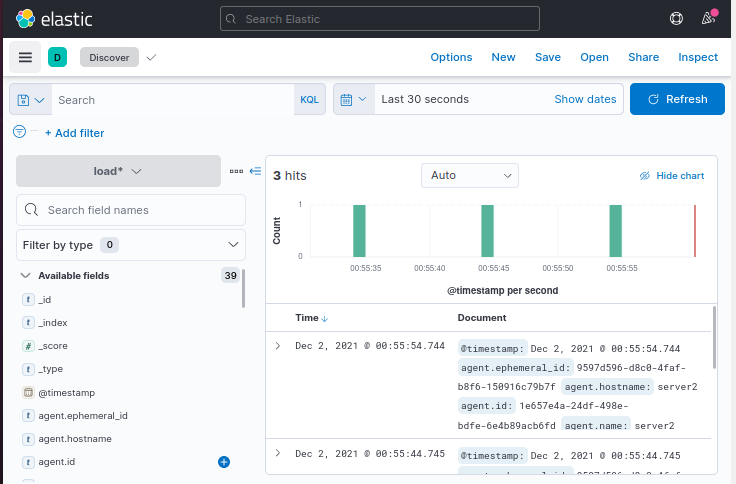 elastic
Search Elastic
D
Discover
Options
New
Save
Open
Share
Inspect
Search
KQL
Last 30 seconds
Show dates
Refresh
+ Add filter
load*
Search field names
Filter by type 0
Available fields 39
t _id
t _index
# _score
t _type
@timestamp
t agent.ephemeral_id
t agent.hostname
t agent.id
3 hits
Auto
Hide chart
Count
1
0
00:55:35 00:55:40 00:55:45 00:55:50 00:55:55
@timestamp per second
Time Document
Dec 2, 2021 @ 00:55:54.744
@timestamp: Dec 2, 2021 @ 00:55:54.744
agent.ephemeral_id: 9597d596-d8c0-4faf-
b8f6-150916c79b7f agent.hostname: server2
agent.id: 1e657e4a-24df-498e-
bdfe-6e4b89acb6fd agent.name: server2
Dec 2, 2021 @ 00:55:44.745
@timestamp: Dec 2, 2021 @ 00:55:44.745